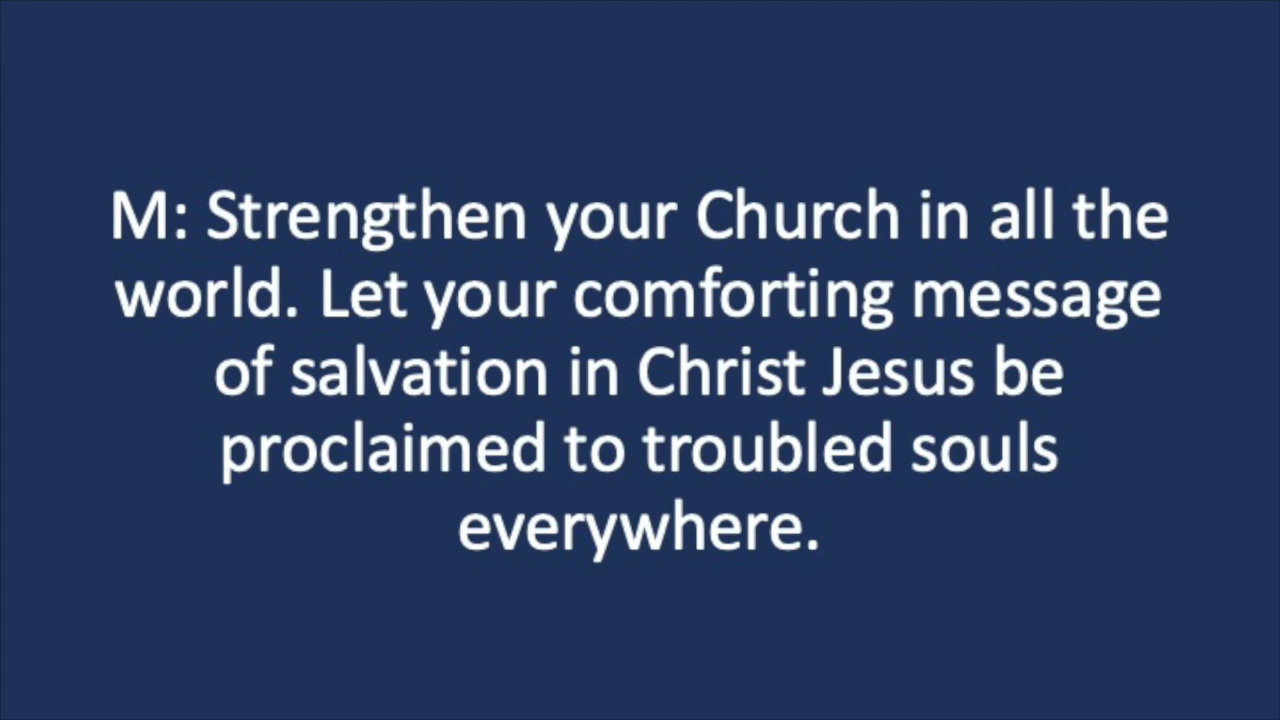 M: Strengthen your Church in all the
world. Let your comforting message
of salvation in Christ Jesus be
proclaimed to troubled souls
everywhere.